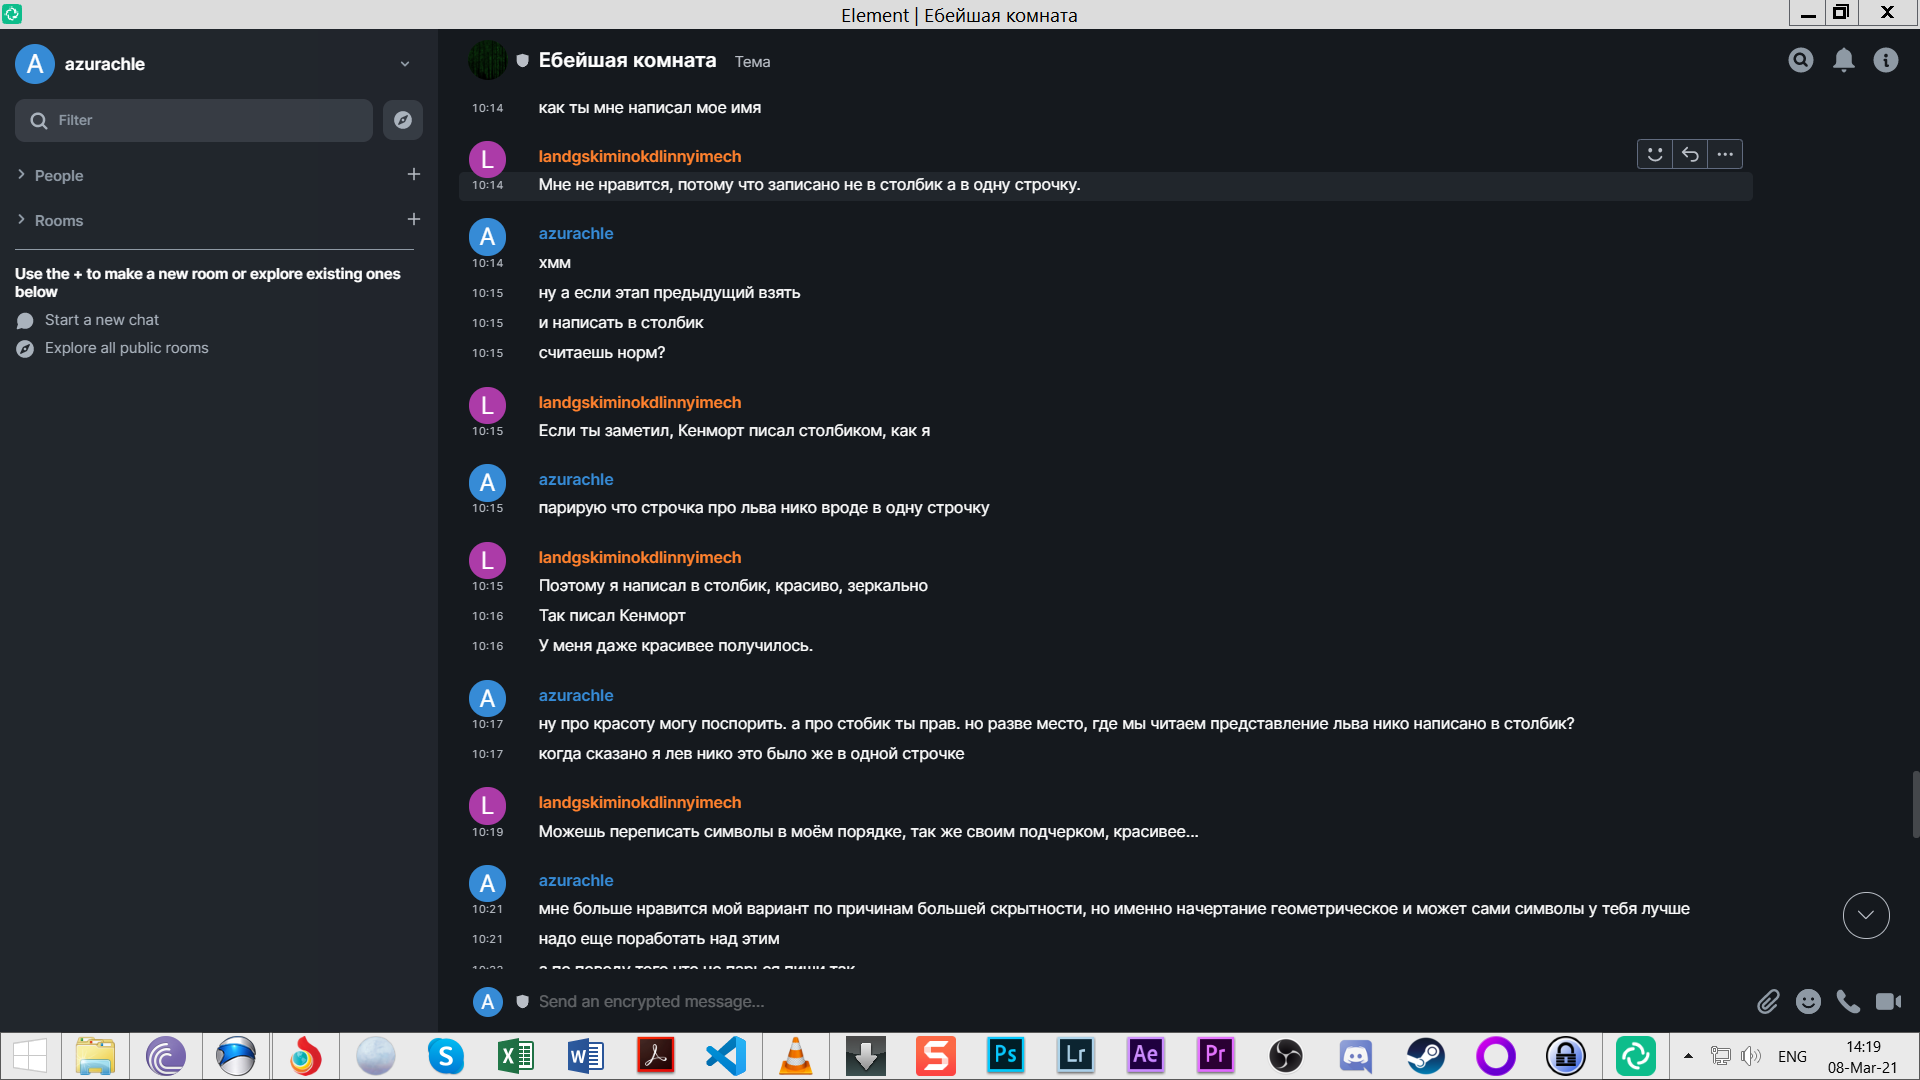 Element | Ебейшая комната
A azurachle
Filter
People
Rooms
Use the + to make a new room or explore existing ones
below
Start a new chat
Explore all public rooms
Ебейшая комната Тема
10:14 как ты мне написал мое имя
L landgskiminokdlinnyimech
10:14 Мне не нравится, потому что записано не в столбик а в одну строчку.
A azurachle
10:14 хмм
10:15 ну а если этап предыдущий взять
10:15 и написать в столбик
10:15 считаешь норм?
L landgskiminokdlinnyimech
10:15 Если ты заметил, Кенморт писал столбиком, как я
A azurachle
10:15 парирую что строчка про льва нико вроде в одну строчку
L landgskiminokdlinnyimech
10:15 Поэтому я написал в столбик, красиво, зеркально
10:16 Так писал Кенморт
10:16 У меня даже красивее получилось.
A azurachle
10:17 ну про красоту могу поспорить. а про стобик ты прав. но разве место, где мы читаем представление льва нико написано в столбик?
10:17 когда сказано я лев нико это было же в одной строчке
L landgskiminokdlinnyimech
10:19 Можешь переписать символы в моём порядке, так же своим подчерком, красивее...
A azurachle
10:21 мне больше нравится мой вариант по причинам большей скрытности, но именно начертание геометрическое и может сами символы у тебя лучше
10:21 надо еще поработать над этим
A Send an encrypted message...
Ps Lr Ae Pr
ENG
14:19
08-Mar-21